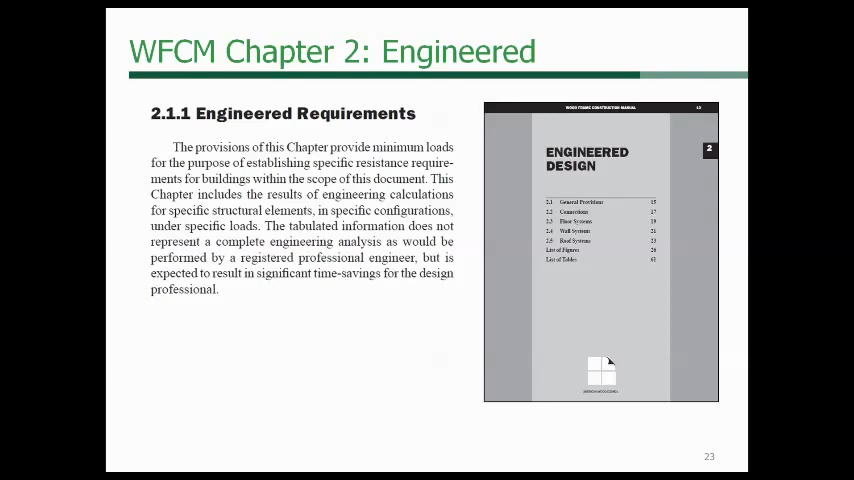 WFCM Chapter 2: Engineered
2.1.1 Engineered Requirements
The provisions of this Chapter provide minimum loads
for the purpose of establishing specific resistance require-
ments for buildings within the scope of this document. This
Chapter includes the results of engineering calculations
for specific structural elements, in specific configurations,
under specific loads. The tabulated information does not
represent a complete engineering analysis as would be
performed by a registered professional engineer, but is
expected to result in significant time-savings for the design
professional.
WOOD FRAME CONSTRUCTION MANUAL 13
2
ENGINEERED
DESIGN
2.1 General Provisions 15
2.2 Connections 17
2.3 Floor Systems 19
2.4 Wall Systems 21
2.5 Roof Systems 23
List of Figures 26
List of Tables 61
AMERICAN WOOD COUNCIL
23